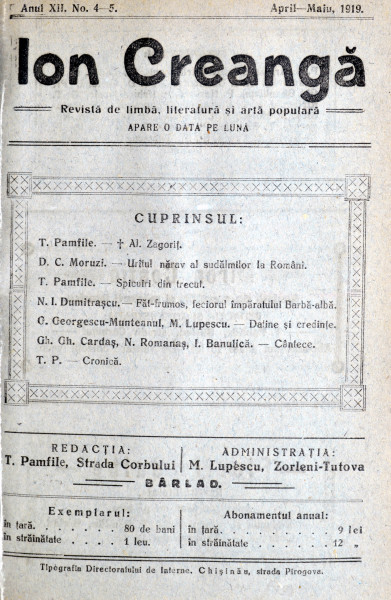 Anul XII. No. 4—5. April—Maiu, 1919.
Ion Creangă
Revistă de limbă, literatură și artă populară
APARE O DATĂ PE LUNĂ
CUPRINSUL:
T. Pamfile. — † Al. Zagoriț.
D. C. Moruzi. — Urîtul nărav al sudălmilor la Români.
T. Pamfile. — Spicuiri din trecut.
N. I. Dumitrașcu. — Făt-frumos, feciorul împăratului Barbă-albă.
G. Georgescu-Munteanul, M. Lupescu. — Datine și credințe.
Gh. Gh. Cardaș, N. Romanaș, I. Banulică. — Cântece.
T. P. — Cronică.
REDACȚIA:
T. Pamfile, Strada Corbului
ADMINISTRAȚIA:
M. Lupescu, Zorleni-Tutova
BÂRLAD.
Exemplarul:
în țară. . . . . . . 80 de bani
în străinătate . . . . 1 leu.
Abonamentul anual:
în țară. . . . . . . . 9 lei
în străinătate . . . . . 12 „
Tipografia Directoratului de Interne. Chișinău, strada Pirogova.